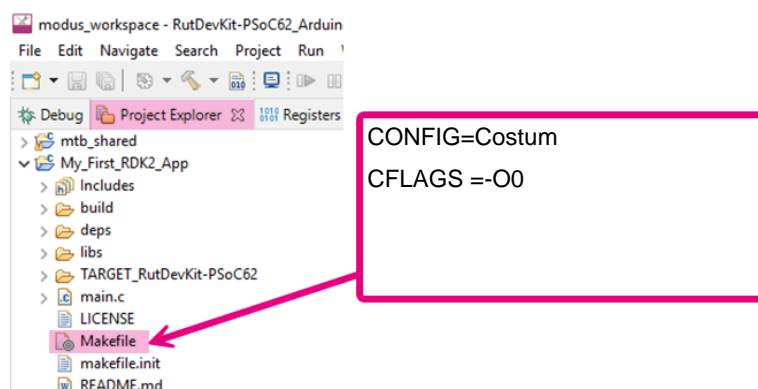 modus_workspace - RutDevKit-PSoC62_Arduin
File Edit Navigate Search Project Run
Debug Project Explorer Registers
mtb_shared
My_First_RDK2_App
Includes
build
deps
libs
TARGET_RutDevKit-PSoC62
main.c
LICENSE
Makefile
makefile.init
README.md
CONFIG=Costum
CFLAGS =-O0